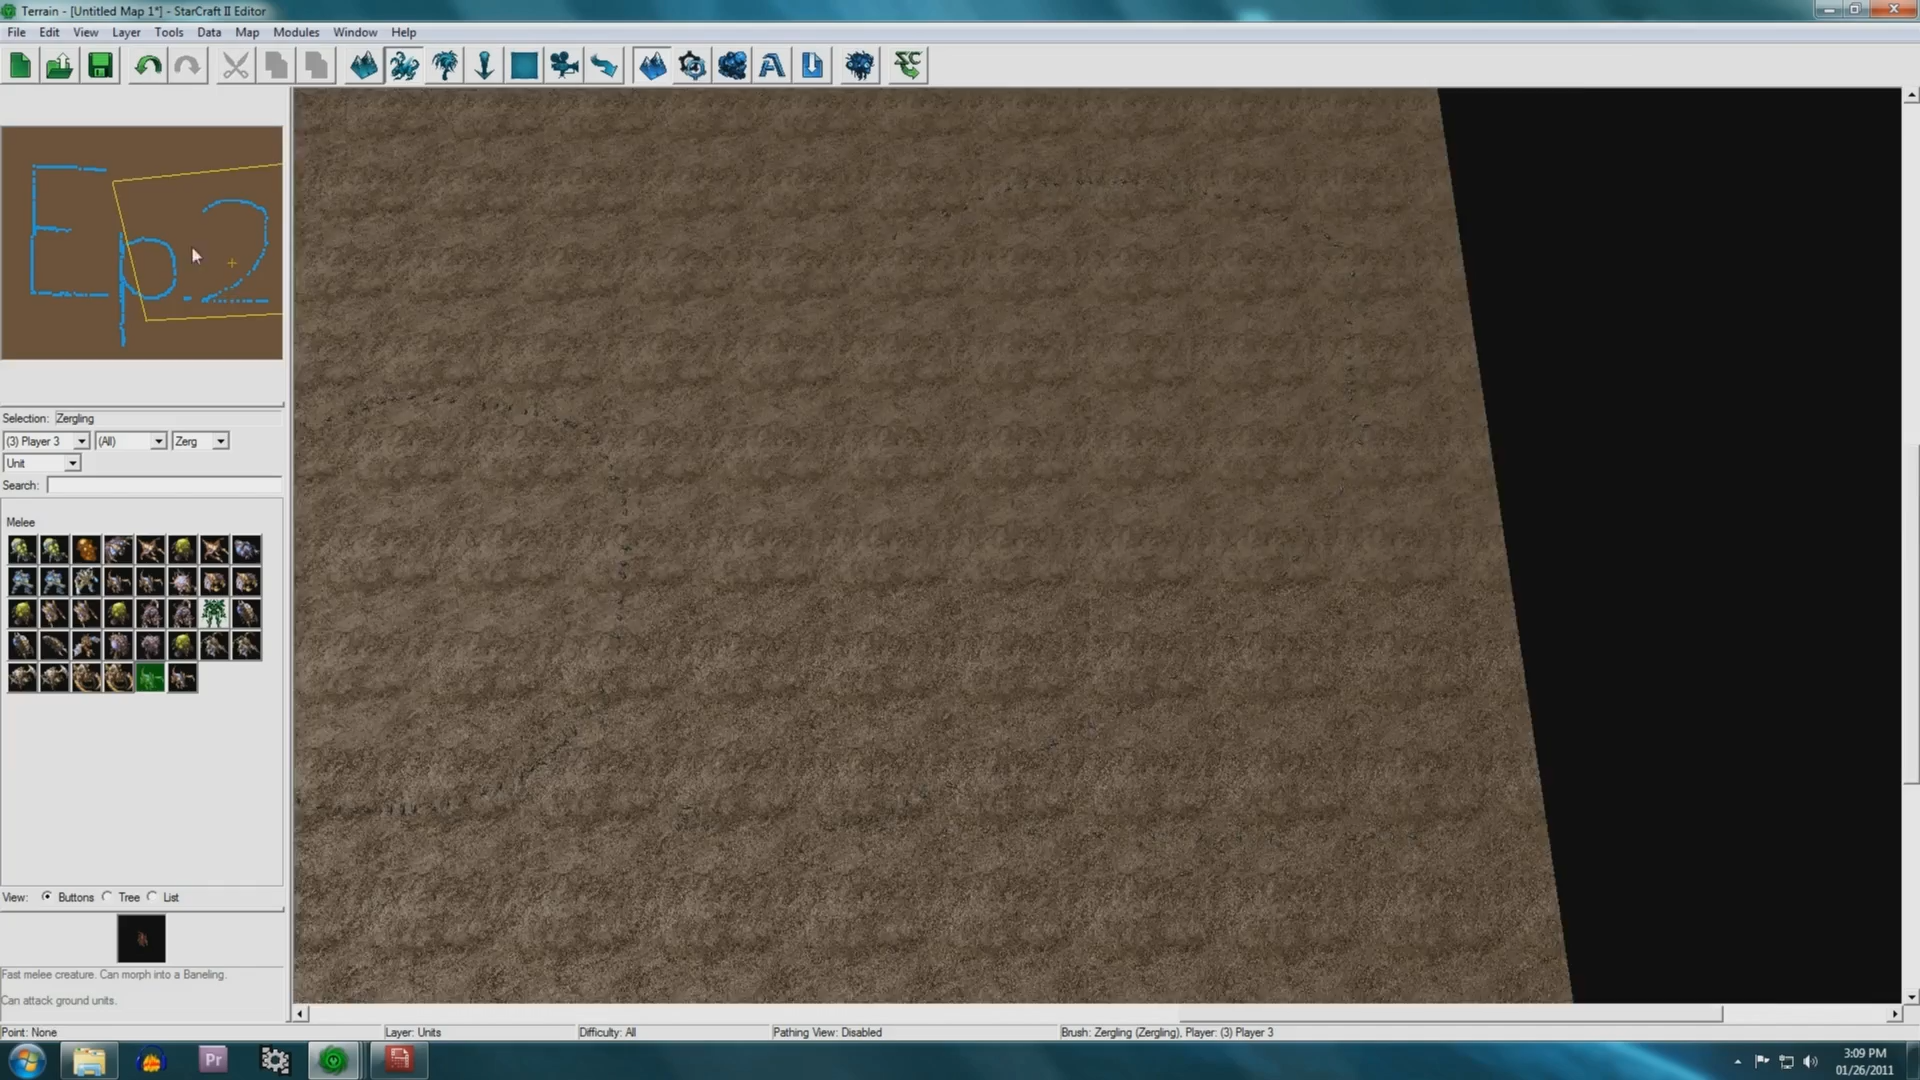 Terrain - [Untitled Map 1*] - StarCraft II Editor
File Edit View Layer Tools Data Map Modules Window Help
Ep.2
Selection: Zergling
(3) Player 3 (All) Zerg
Unit
Search:
Melee
View: Buttons Tree List
Fast melee creature. Can morph into a Baneling.
Can attack ground units.
Point: None Layer: Units Difficulty: All Pathing View: Disabled Brush: Zergling (Zergling), Player: (3) Player 3
Pr
3:09 PM
01/26/2011